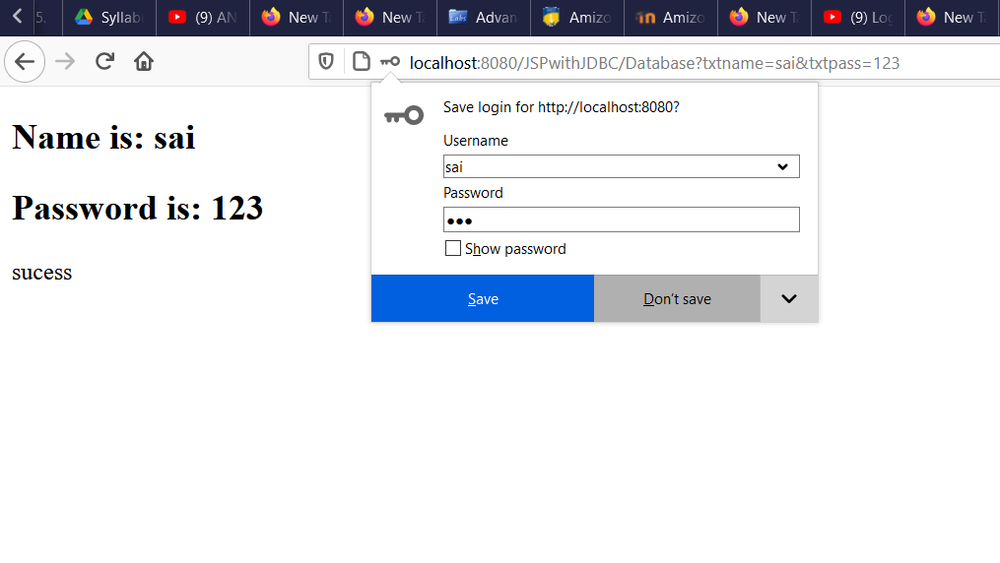 5.
Syllab
(9) AN
New T
New T
Advan
Amizo
Amizo
New T
(9) Log
New T
localhost:8080/JSPwithJDBC/Database?txtname=sai&txtpass=123
Name is: sai
Password is: 123
sucess
Save login for http://localhost:8080?
Username
sai
Password
●●●
Show password
Save
Don't save